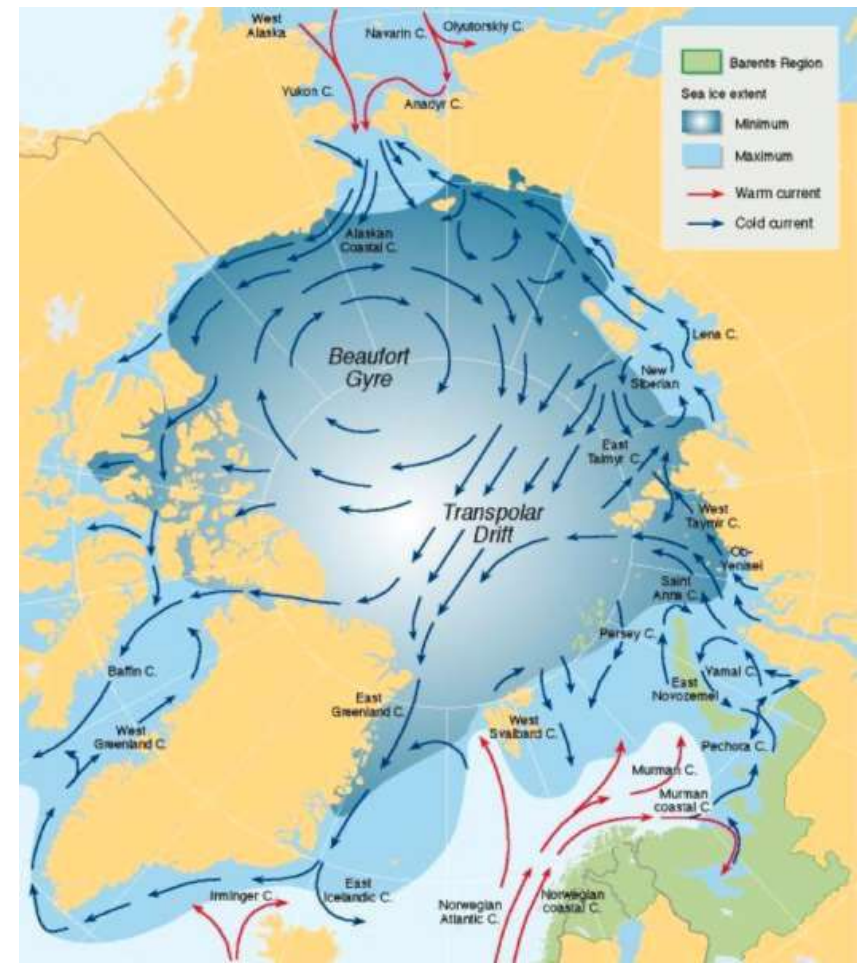 West
Alaska
Navarin C.
Olyutorskiy C.
Yukon C.
Anadyr C.
Barents Region
Sea ice extent
Minimum
Maximum
Warm current
Cold current
Alaskan
Coastal C.
Beaufort
Gyre
Lena C.
New
Siberian
East
Taimyr C.
Transpolar
Drift
West
Taymir C.
Ob-
Yenisei
Saint
Anna C.
Persey C.
Yamal C.
East
Novozemel
Baffin C.
West
Greenland C.
East
Greenland C.
West
Svalbard C.
Pechora C.
Murman C.
Murman
coastal C.
Irminger C.
East
Icelandic C.
Norwegian
Atlantic C.
Norwegian
coastal C.